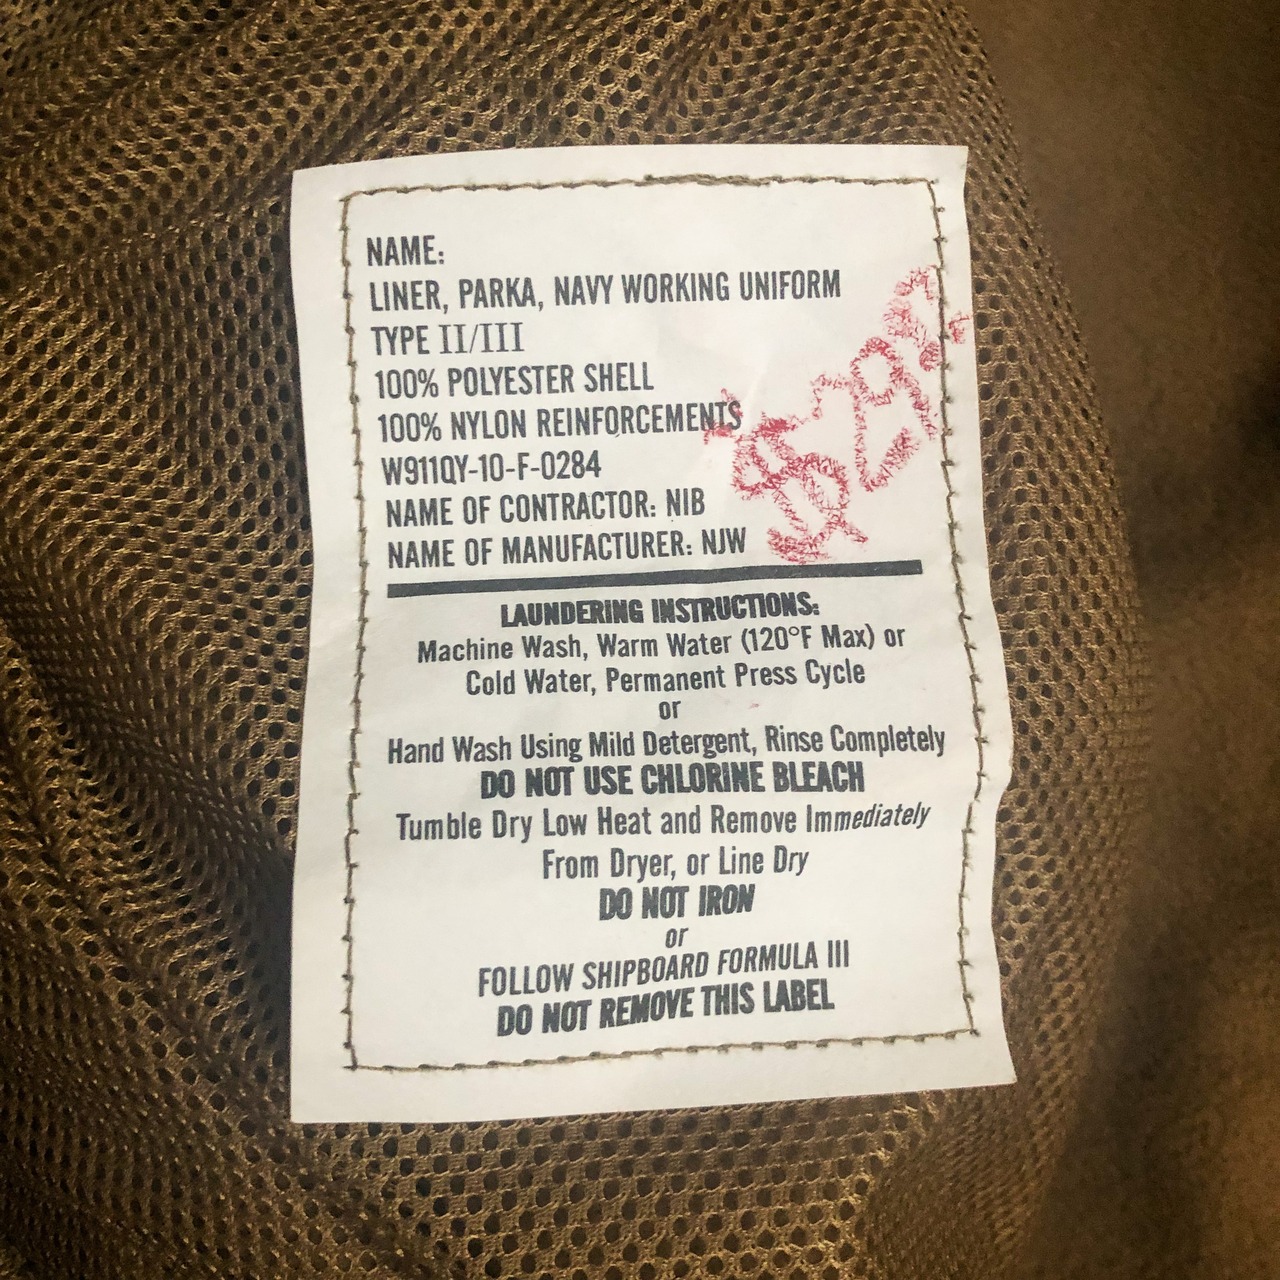 NAME:
LINER, PARKA, NAVY WORKING UNIFORM
TYPE II/III
100% POLYESTER SHELL
100% NYLON REINFORCEMENTS
W911QY-10-F-0284
NAME OF CONTRACTOR: NIB
NAME OF MANUFACTURER: NJW
LAUNDERING INSTRUCTIONS:
Machine Wash, Warm Water (120°F Max) or
Cold Water, Permanent Press Cycle
or
Hand Wash Using Mild Detergent, Rinse Completely
DO NOT USE CHLORINE BLEACH
Tumble Dry Low Heat and Remove Immediately
From Dryer, or Line Dry
DO NOT IRON
or
FOLLOW SHIPBOARD FORMULA III
DO NOT REMOVE THIS LABEL